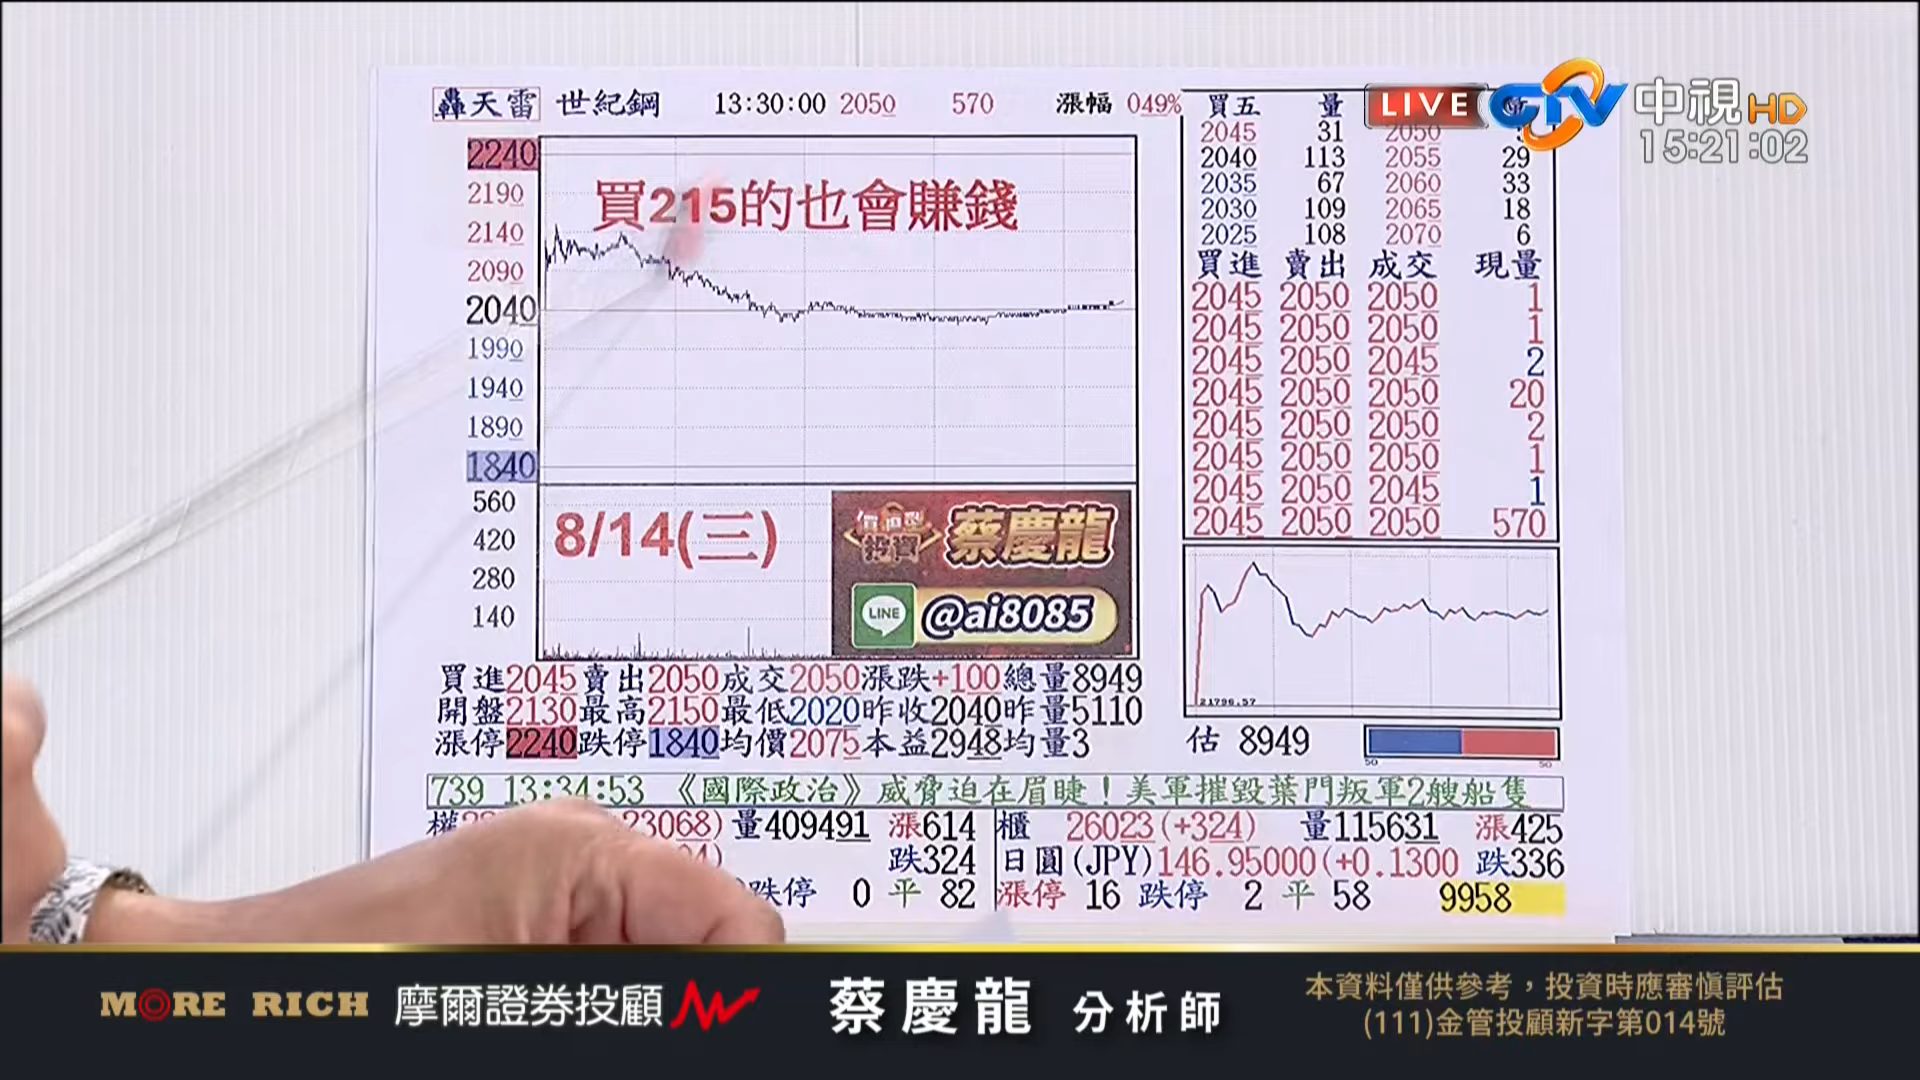 轟天雷 世紀鋼 13:30:00 2050 570 漲幅 049%
LIVE CTV 中視HD
15:21:02
買五 量
2045 31 2050
2040 113 2055 29
2035 67 2060 33
2030 109 2065 18
2025 108 2070 6
買進 賣出 成交 現量
2045 2050 2050 1
2045 2050 2050 1
2045 2050 2045 2
2045 2050 2050 20
2045 2050 2050 2
2045 2050 2050 1
2045 2050 2045 1
2045 2050 2050 570
2240
2190
2140
2090
2040
1990
1940
1890
1840
560
420
280
140
買215的也會賺錢
8/14(三)
價值型投資 蔡慶龍
LINE @ai8085
21796.57
買進2045賣出2050成交2050漲跌+100總量8949
開盤2130最高2150最低2020昨收2040昨量5110
漲停2240跌停1840均價2075本益2948均量3
估 8949
50 50
739 13:34:53 《國際政治》威脅迫在眉睫!美軍摧毀葉門叛軍2艘船隻
23068) 量409491 漲614
跌324
跌停 0 平 82
櫃 26023(+324) 量115631 漲425
日圓(JPY)146.95000(+0.1300 跌336
漲停 16 跌停 2 平 58 9958
MORE RICH 摩爾證券投顧
蔡慶龍 分析師
本資料僅供參考,投資時應審慎評估
(111)金管投顧新字第014號